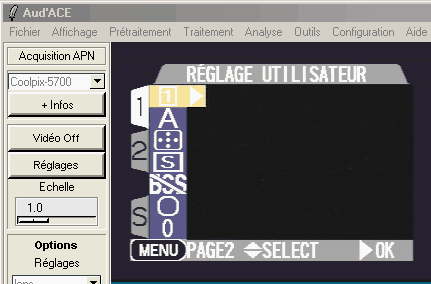 Aud'ACE
Fichier Affichage Prétraitement Traitement Analyse Outils Configuration Aide
Acquisition APN
Coolpix-5700
+ Infos
Vidéo Off
Réglages
Echelle
1.0
Options
Réglages
RÉGLAGE UTILISATEUR
1
1
A
2
S
BSS
S
0
MENU PAGE2 SELECT OK